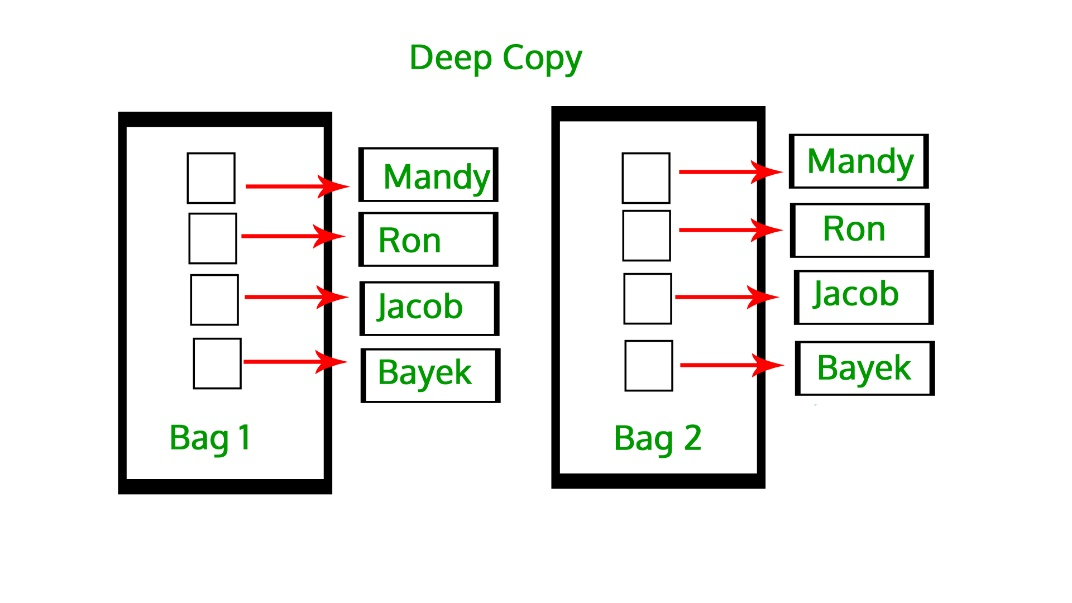 Deep Copy
Mandy
Ron
Jacob
Bayek
Bag 1
Mandy
Ron
Jacob
Bayek
Bag 2